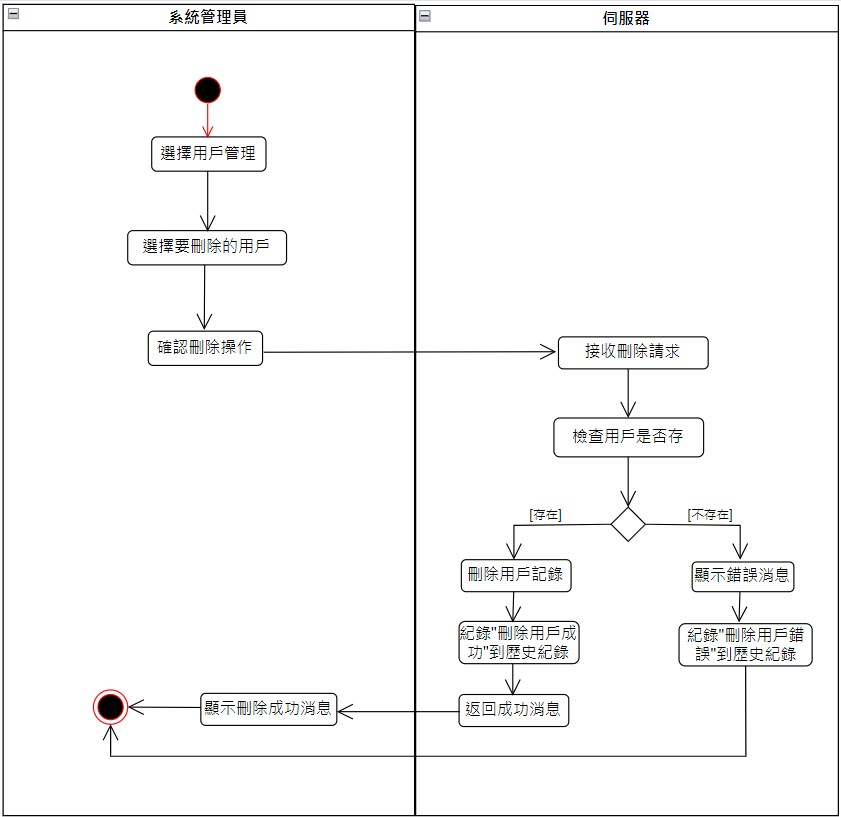 系統管理員
伺服器
選擇用戶管理
選擇要刪除的用戶
確認刪除操作
接收刪除請求
檢查用戶是否存
[存在]
[不存在]
刪除用戶記錄
顯示錯誤消息
紀錄"刪除用戶成
功"到歷史紀錄
紀錄"刪除用戶錯
誤"到歷史紀錄
顯示刪除成功消息
返回成功消息